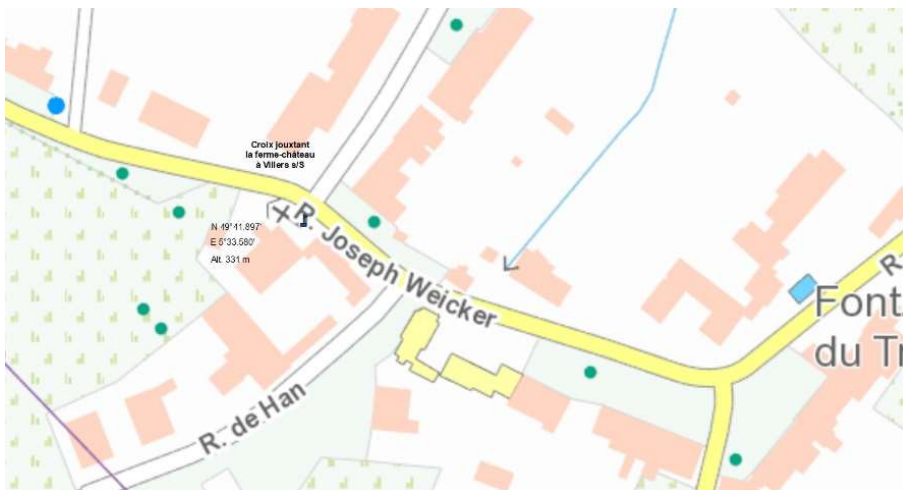 Croix jouxtant
la ferme-château
à Villers s/S
N 49°41.897'
E 5°33.580'
Alt. 331 m
R. Joseph Weicker
R. de Han
R.
Font.
du Tr